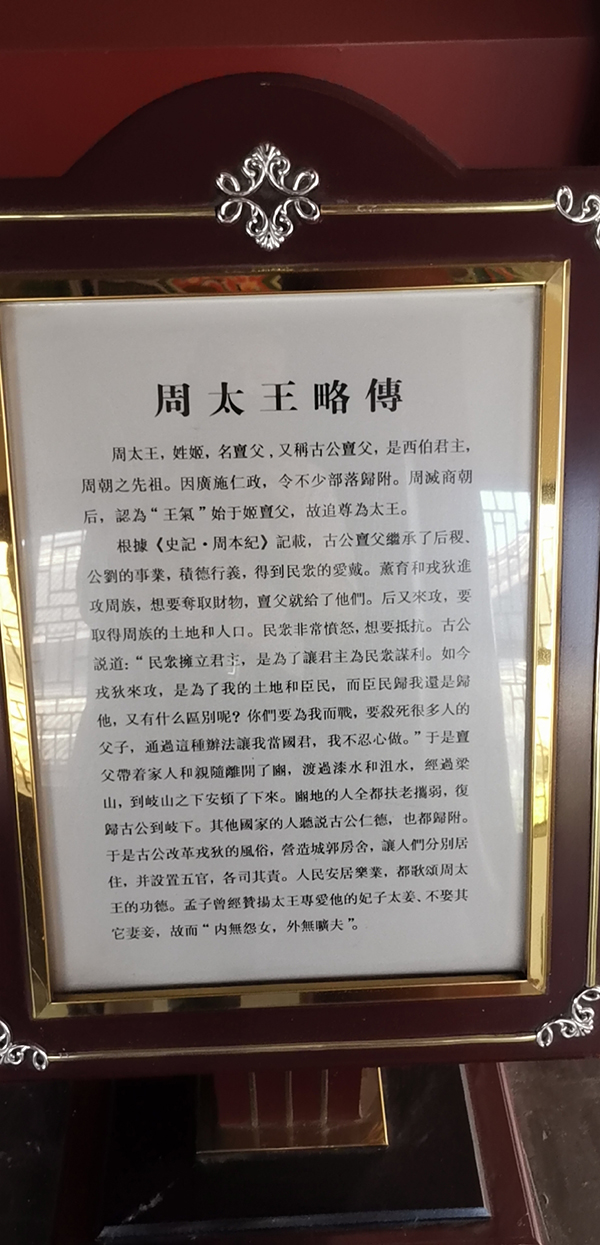 周太王略傳
周太王，姓姬，名亶父，又稱古公亶父，是西伯君主，
周朝之先祖。因廣施仁政，令不少部落歸附。周滅商朝
后，認為“王氣”始于姬亶父，故追尊為太王。
根據《史記·周本紀》記載，古公亶父繼承了后稷、
公劉的事業，積德行義，得到民眾的愛戴。薰育和戎狄進
攻周族，想要奪取財物，亶父就給了他們。后又來攻，要
取得周族的土地和人口。民眾非常憤怒，想要抵抗。古公
説道：“民眾擁立君主，是為了讓君主為民眾謀利。如今
戎狄來攻，是為了我的土地和臣民，而臣民歸我還是歸
他，又有什么區別呢？你們要為我而戰，要殺死很多人的
父子，通過這種辦法讓我當國君，我不忍心做。”于是亶
父帶着家人和親隨離開了豳，渡過漆水和沮水，經過梁
山，到岐山之下安頓了下來。豳地的人全都扶老攜弱，復
歸古公到岐下。其他國家的人聽説古公仁德，也都歸附。
于是古公改革戎狄的風俗，營造城郭房舍，讓人們分別居
住，并設置五官，各司其責。人民安居樂業，都歌頌周太
王的功德。孟子曾經贊揚太王專愛他的妃子太姜、不娶其
它妻妾，故而“内無怨女，外無曠夫”。